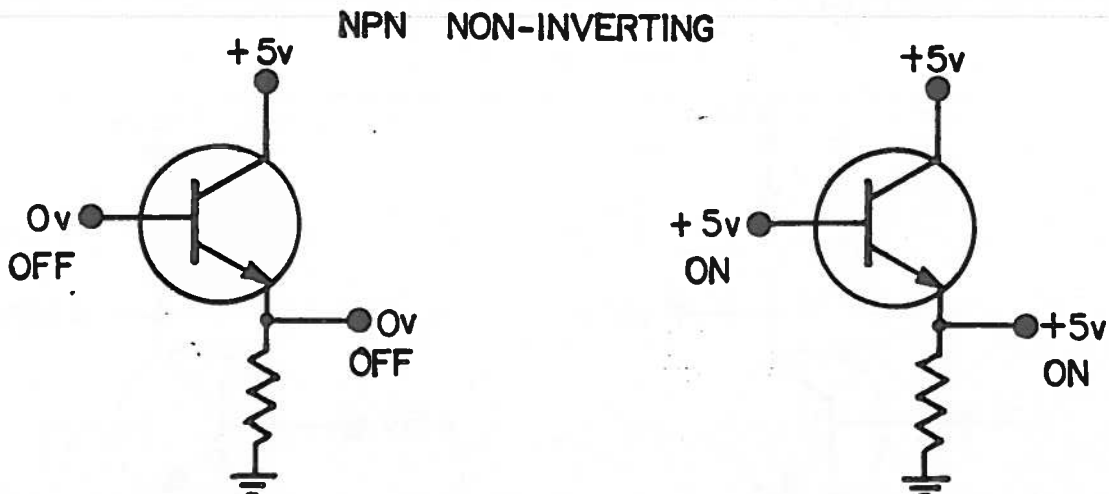 NPN NON-INVERTING
+5v
0v
OFF
0v
OFF
+5v
+5v
ON
+5v
ON